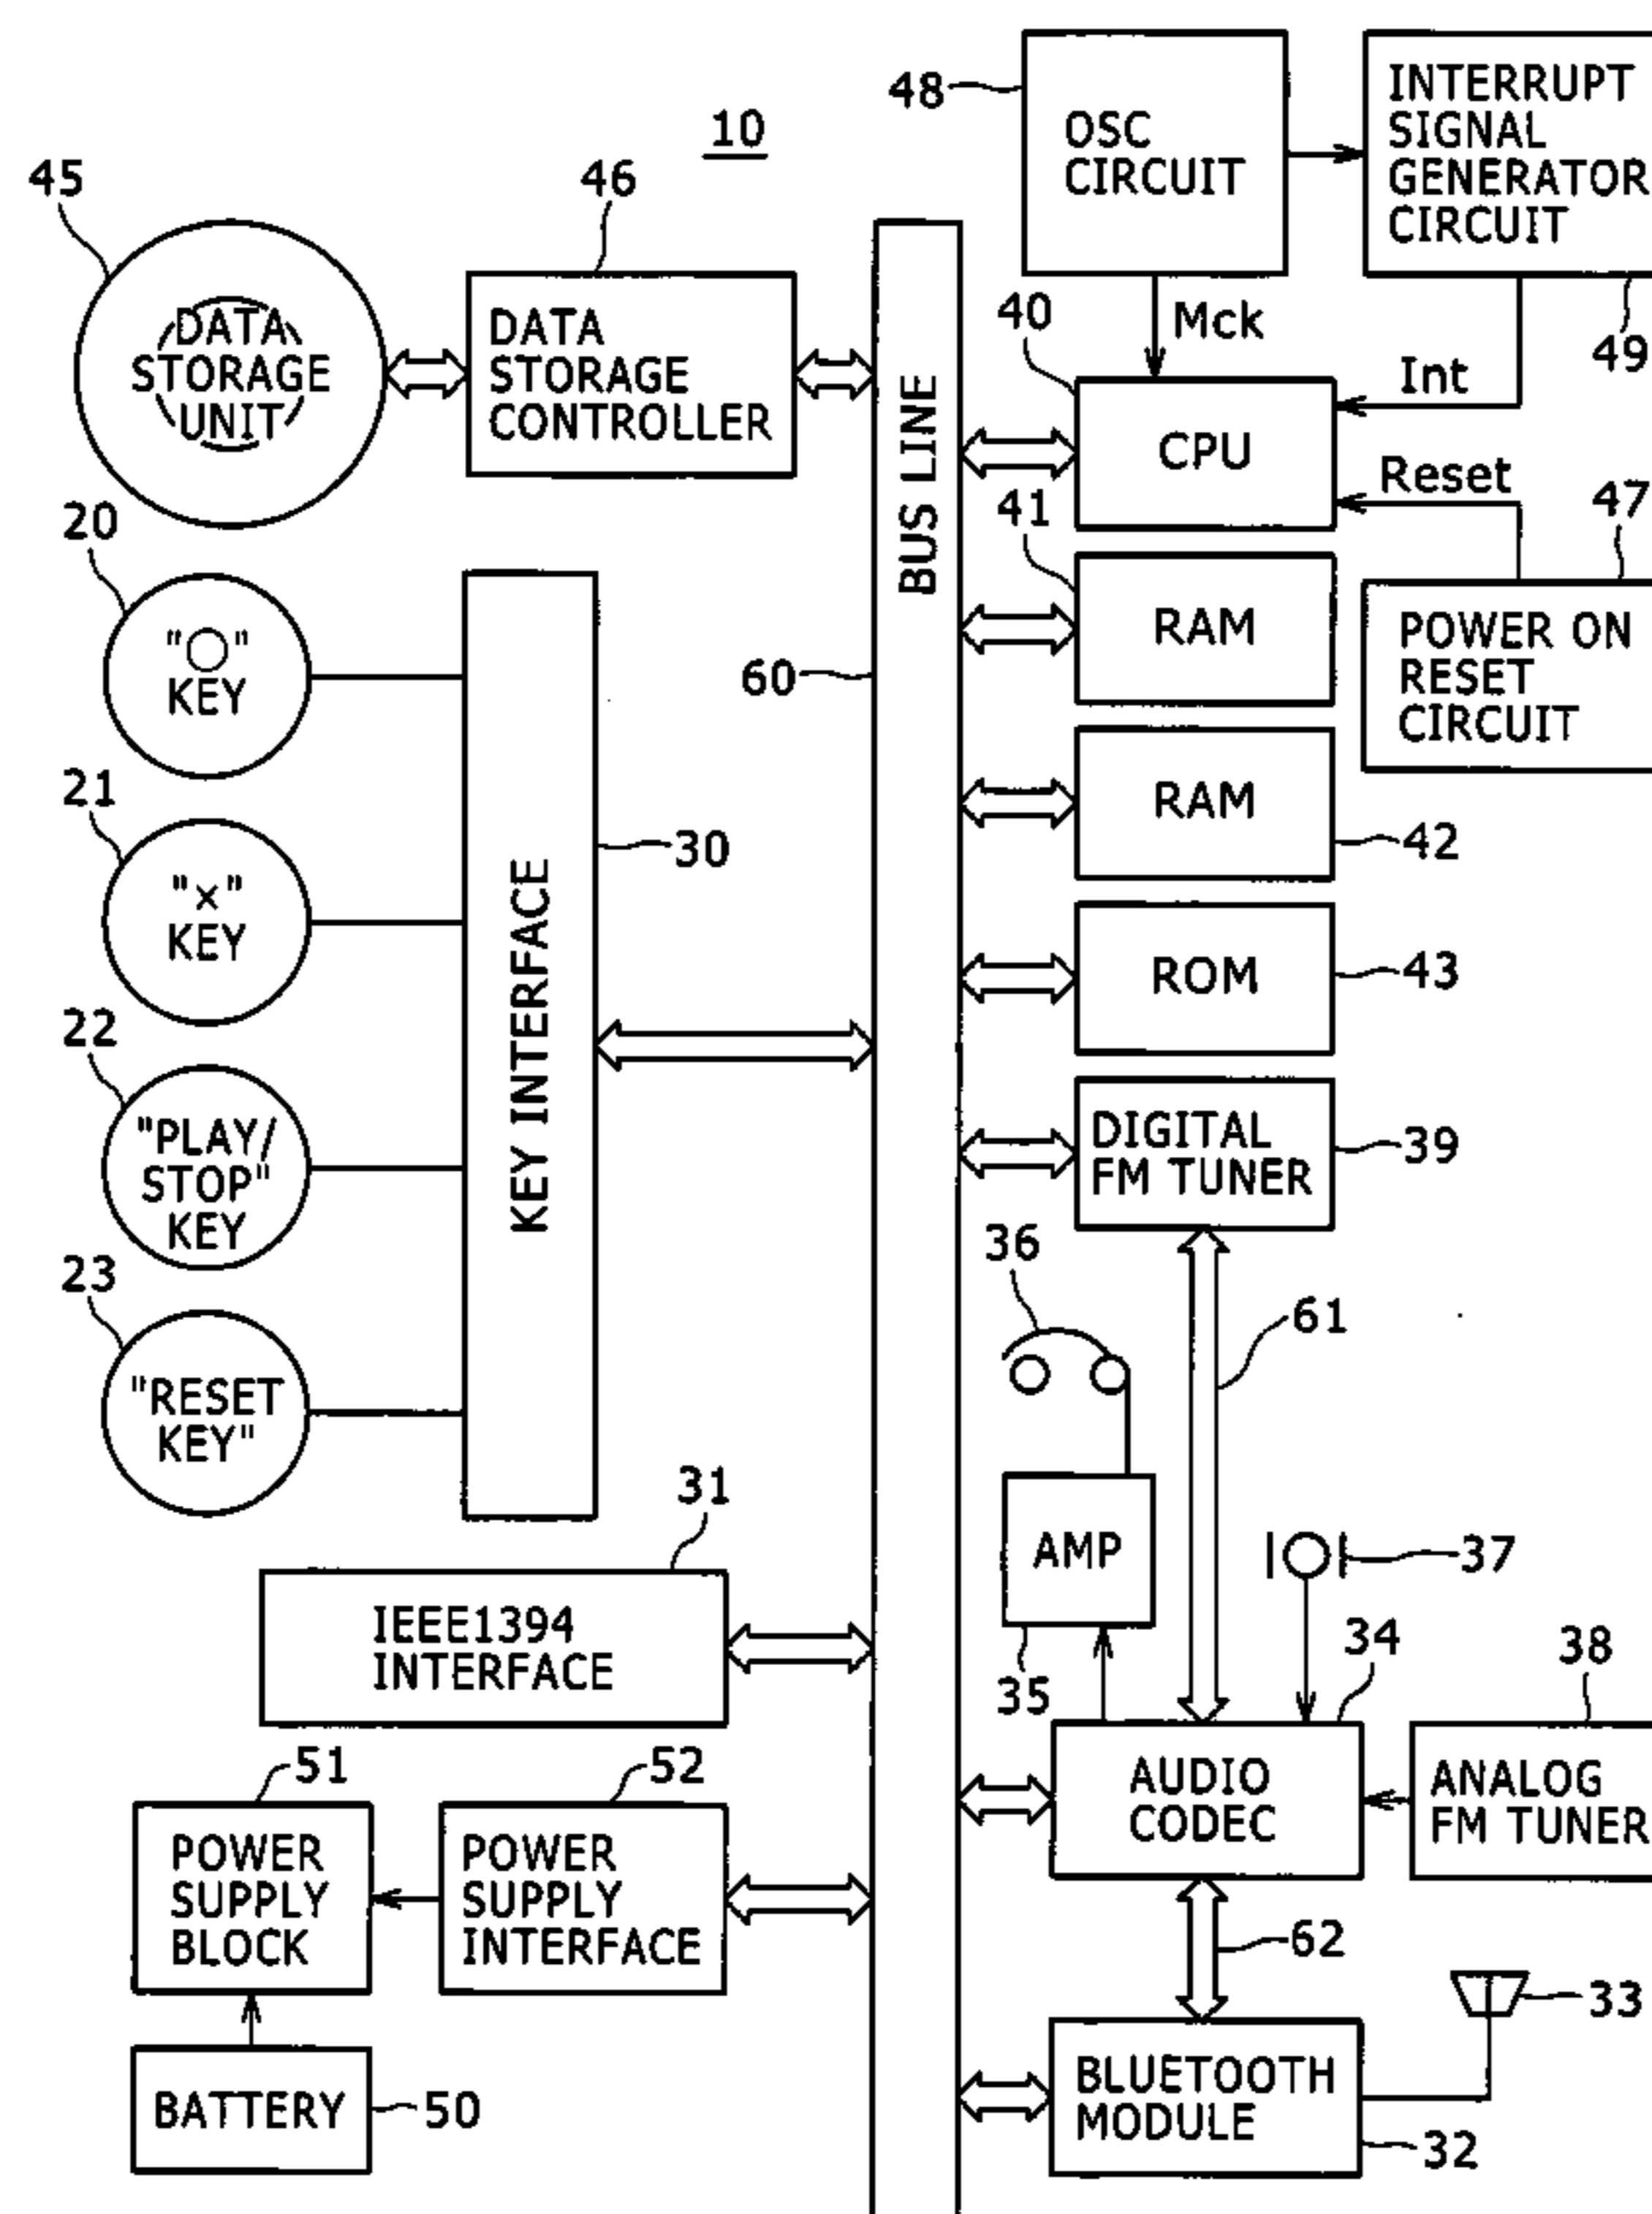 10
45
DATA
STORAGE
UNIT
46
DATA
STORAGE
CONTROLLER
20
"○"
KEY
21
"×"
KEY
22
"PLAY/
STOP"
KEY
23
"RESET
KEY"
KEY INTERFACE
30
31
IEEE1394
INTERFACE
51
POWER
SUPPLY
BLOCK
52
POWER
SUPPLY
INTERFACE
BATTERY
50
BUS LINE
60
48
OSC
CIRCUIT
INTERRUPT
SIGNAL
GENERATOR
CIRCUIT
49
Mck
Int
40
CPU
Reset
47
POWER ON
RESET
CIRCUIT
41
RAM
RAM
42
ROM
43
DIGITAL
FM TUNER
39
36
61
AMP
35
37
34
AUDIO
CODEC
38
ANALOG
FM TUNER
62
33
BLUETOOTH
MODULE
32